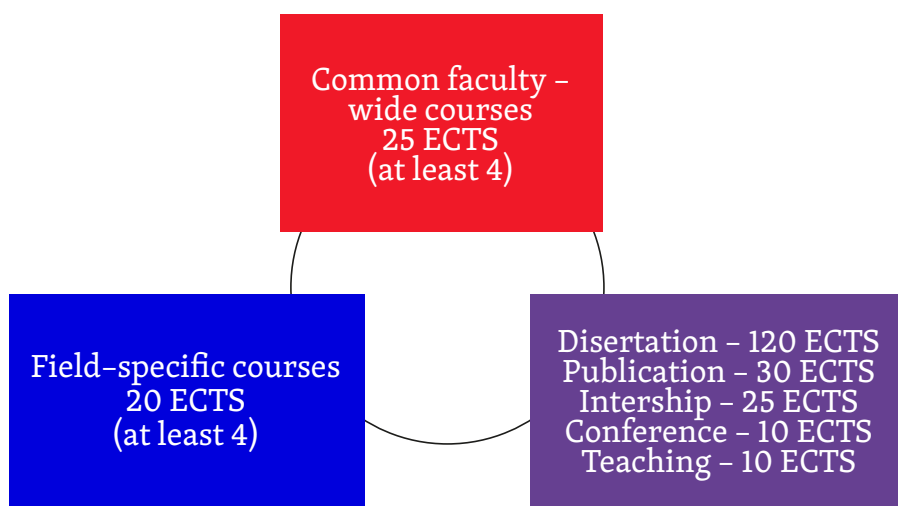 Common faculty –
wide courses
25 ECTS
(at least 4)
Field–specific courses
20 ECTS
(at least 4)
Disertation – 120 ECTS
Publication – 30 ECTS
Intership – 25 ECTS
Conference – 10 ECTS
Teaching – 10 ECTS